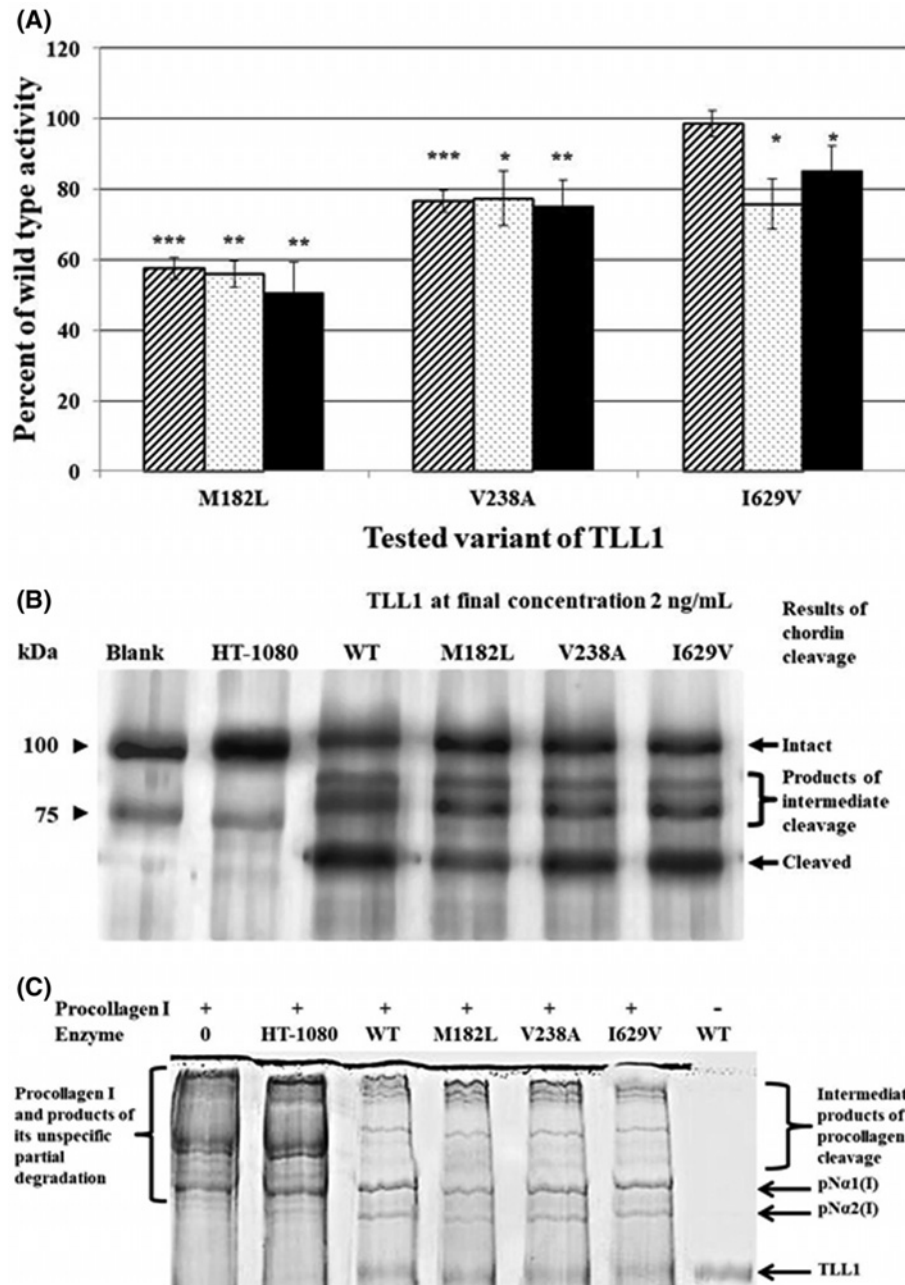 (A)
120
100
80
60
40
20
0
Percent of wild type activity
***
**
**
***
*
**
*
*
M182L
V238A
I629V
Tested variant of TLL1
(B)
TLL1 at final concentration 2 ng/mL
Results of
chordin
cleavage
kDa
Blank
HT-1080
WT
M182L
V238A
I629V
100
75
Intact
Products of
intermediate
cleavage
Cleaved
(C)
Procollagen I + + + + + + -
Enzyme 0 HT-1080 WT M182L V238A I629V WT
Procollagen I
and products of
its unspecific
partial
degradation
Intermediat
products of
procollagen
cleavage
pNα1(I)
pNα2(I)
TLL1